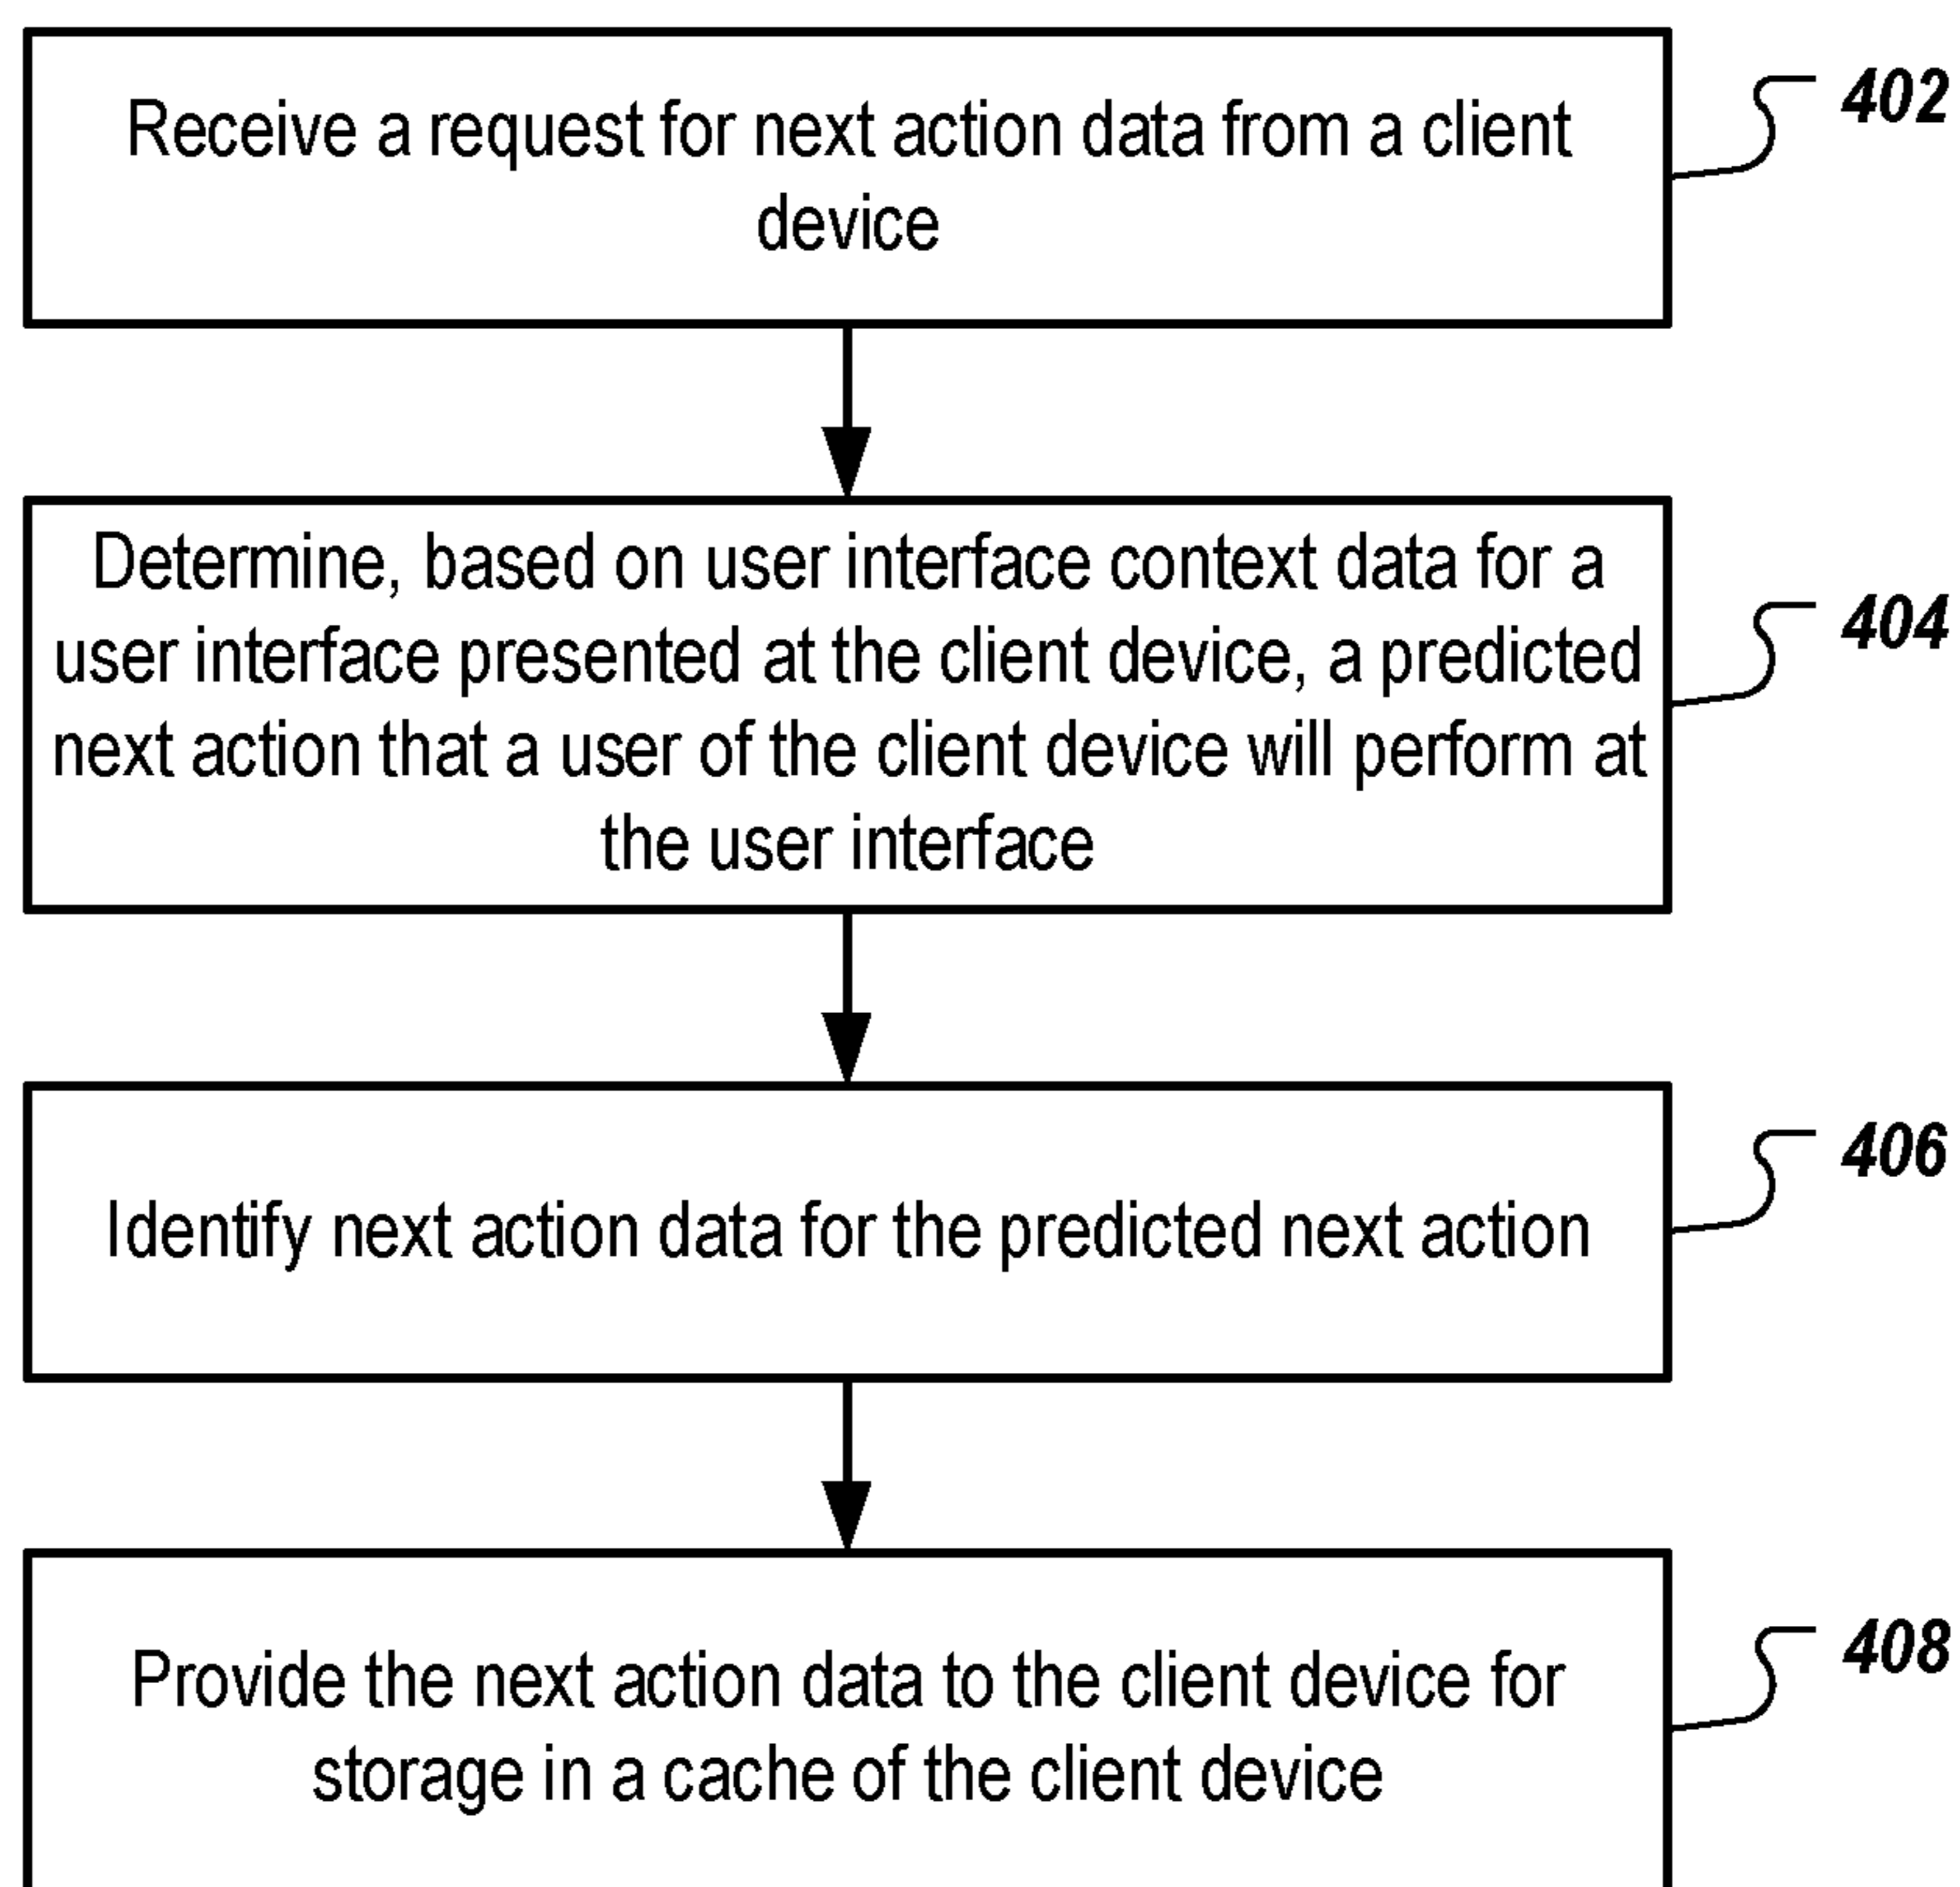 Receive a request for next action data from a client
device
402
Determine, based on user interface context data for a
user interface presented at the client device, a predicted
next action that a user of the client device will perform at
the user interface
404
Identify next action data for the predicted next action
406
Provide the next action data to the client device for
storage in a cache of the client device
408